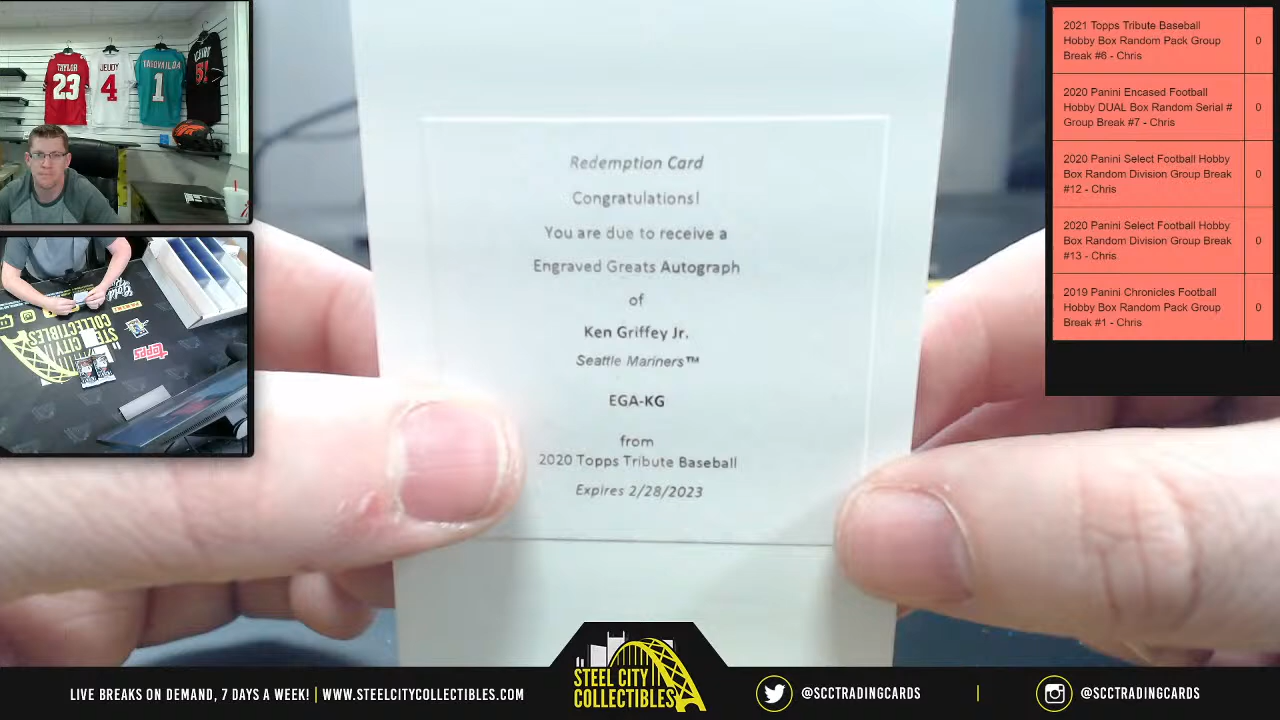 TAYLOR
23
JEUDY
4
TAGOVAILOA
1
51
STEEL CITY
COLLECTIBLES
topps
Redemption Card
Congratulations!
You are due to receive a
Engraved Greats Autograph
of
Ken Griffey Jr.
Seattle Mariners™
EGA-KG
from
2020 Topps Tribute Baseball
Expires 2/28/2023
2021 Topps Tribute Baseball
Hobby Box Random Pack Group
Break #6 - Chris
0
2020 Panini Encased Football
Hobby DUAL Box Random Serial #
Group Break #7 - Chris
0
2020 Panini Select Football Hobby
Box Random Division Group Break
#12 - Chris
0
2020 Panini Select Football Hobby
Box Random Division Group Break
#13 - Chris
0
2019 Panini Chronicles Football
Hobby Box Random Pack Group
Break #1 - Chris
0
LIVE BREAKS ON DEMAND, 7 DAYS A WEEK! | WWW.STEELCITYCOLLECTIBLES.COM
STEEL CITY
COLLECTIBLES
@SCCTRADINGCARDS
@SCCTRADINGCARDS